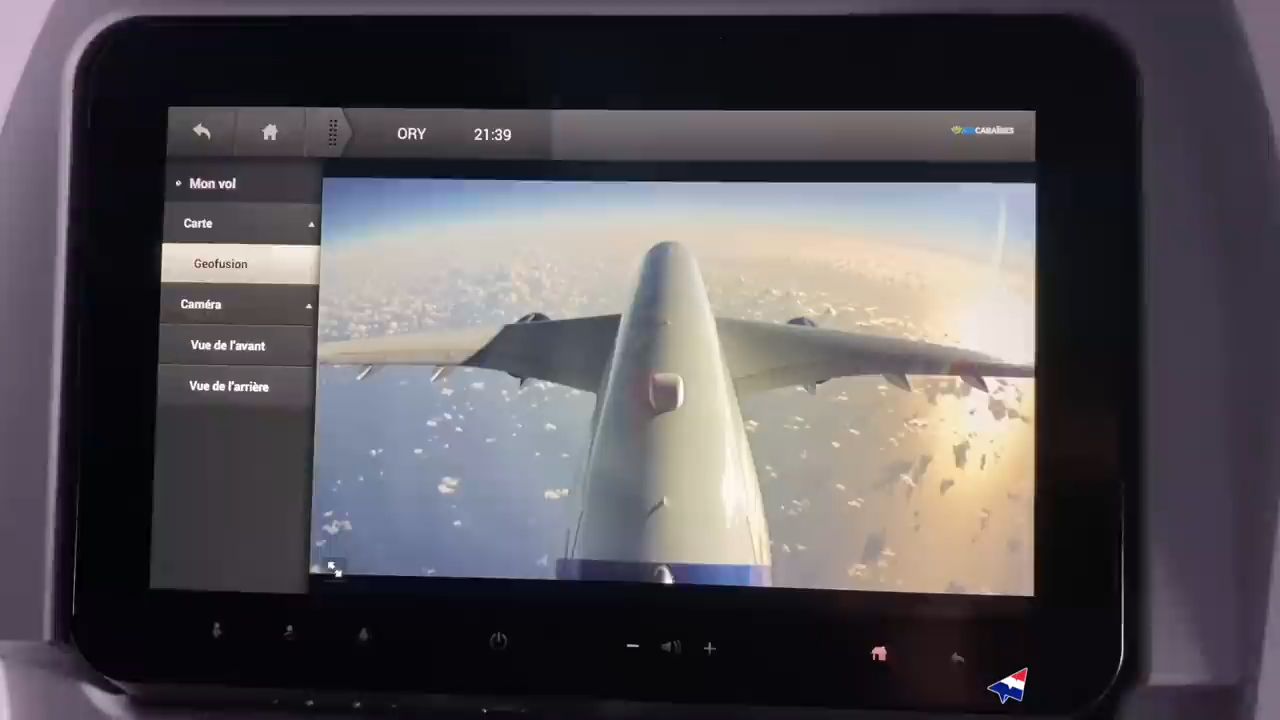 ORY 21:39
CARAÏBES
Mon vol
Carte
Geofusion
Caméra
Vue de l'avant
Vue de l'arrière